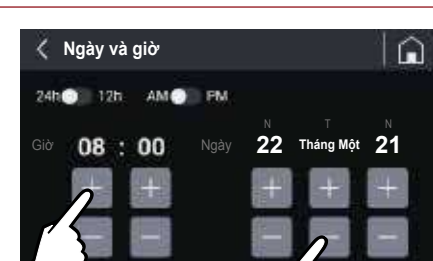 Ngày và giờ
24h 12h AM PM
N T N
Giờ 08 : 00 Ngày 22 Tháng Một 21
+ + + + +
− − − − −